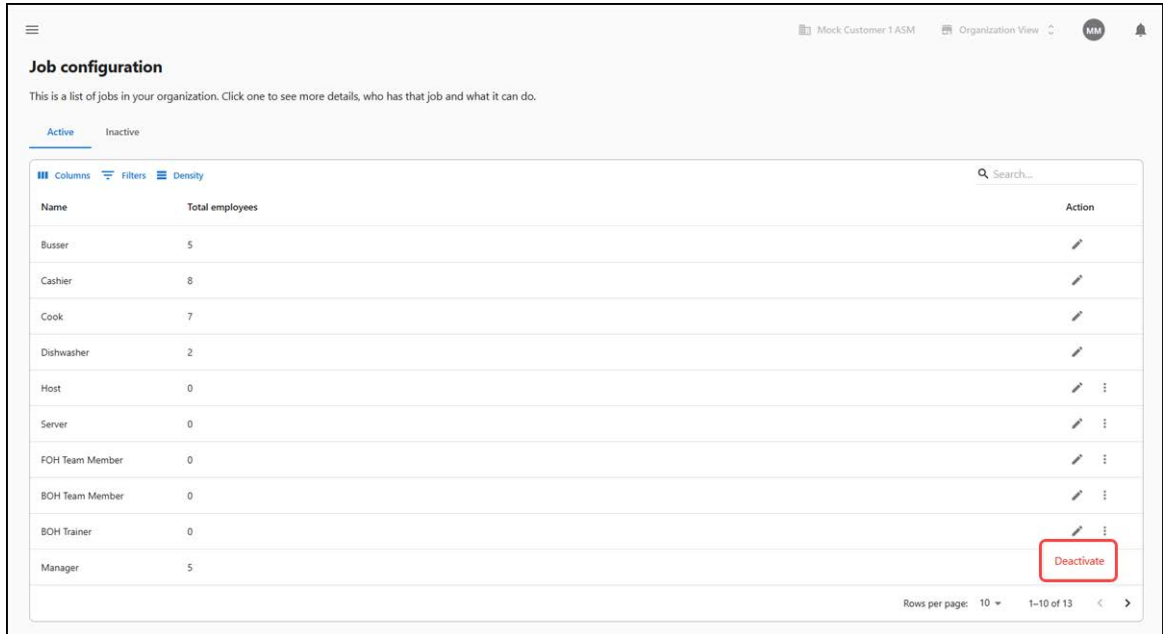 Mock Customer 1 ASM Organization View MM
Job configuration
This is a list of jobs in your organization. Click one to see more details, who has that job and what it can do.
Active Inactive
Columns Filters Density Search...
Name Total employees Action
Busser 5
Cashier 8
Cook 7
Dishwasher 2
Host 0
Server 0
FOH Team Member 0
BOH Team Member 0
BOH Trainer 0
Deactivate
Manager 5
Rows per page: 10 1–10 of 13